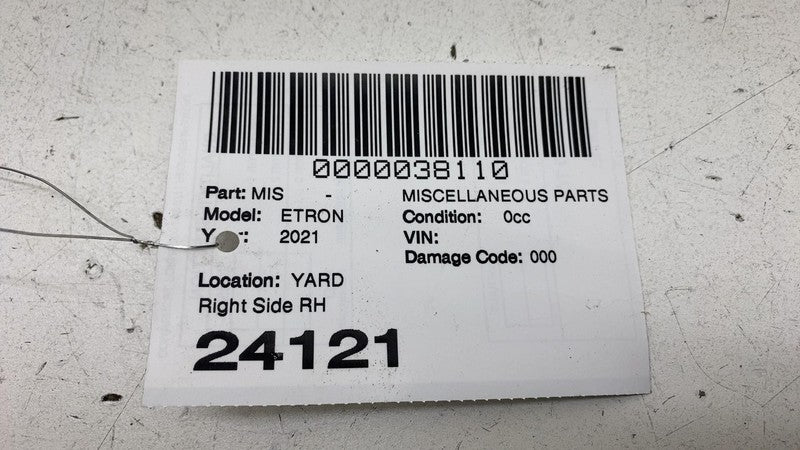 0000038110
Part: MIS - MISCELLANEOUS PARTS
Model: ETRON Condition: 0cc
2021 VIN:
Damage Code: 000
Location: YARD
Right Side RH
24121